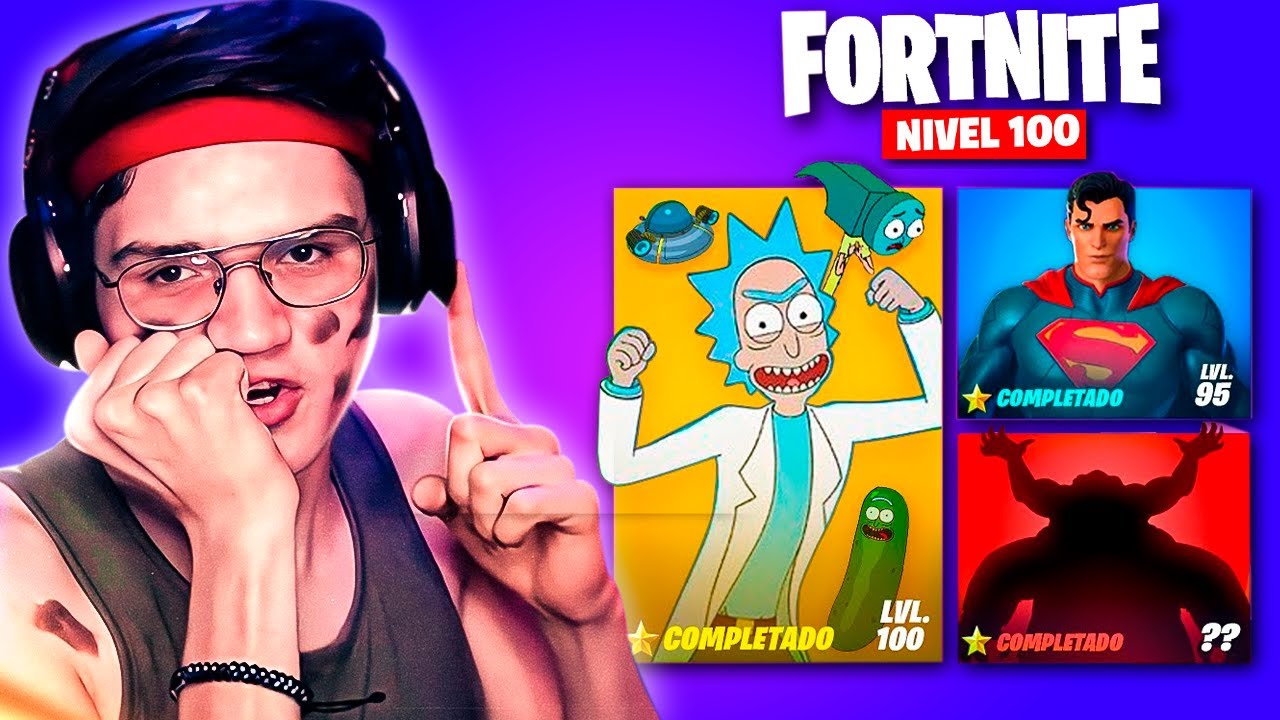 FORTNITE
NIVEL 100
LVL.
100
COMPLETADO
LVL.
95
COMPLETADO
??
COMPLETADO